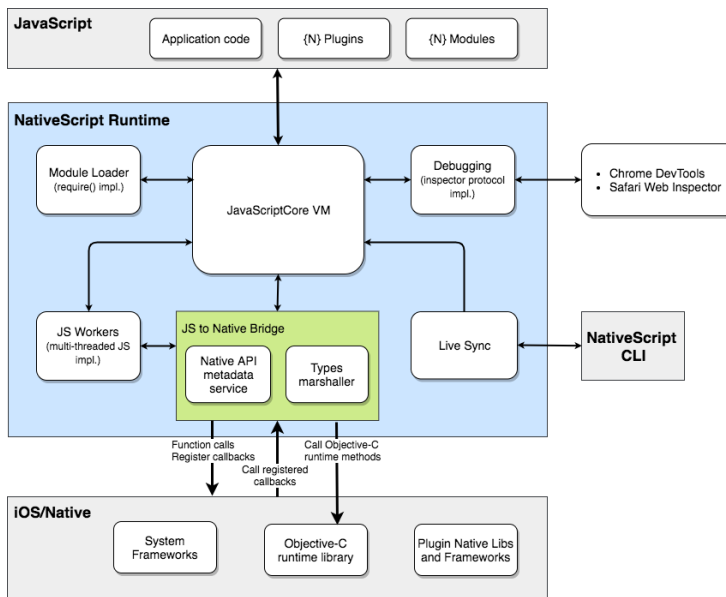 JavaScript
Application code
{N} Plugins
{N} Modules
NativeScript Runtime
Module Loader
(require() impl.)
JavaScriptCore VM
Debugging
(inspector protocol
impl.)
• Chrome DevTools
• Safari Web Inspector
JS Workers
(multi-threaded JS
impl.)
JS to Native Bridge
Native API
metadata
service
Types
marshaller
Live Sync
NativeScript
CLI
Function calls
Register callbacks
Call registered
callbacks
Call Objective-C
runtime methods
iOS/Native
System
Frameworks
Objective-C
runtime library
Plugin Native Libs
and Frameworks